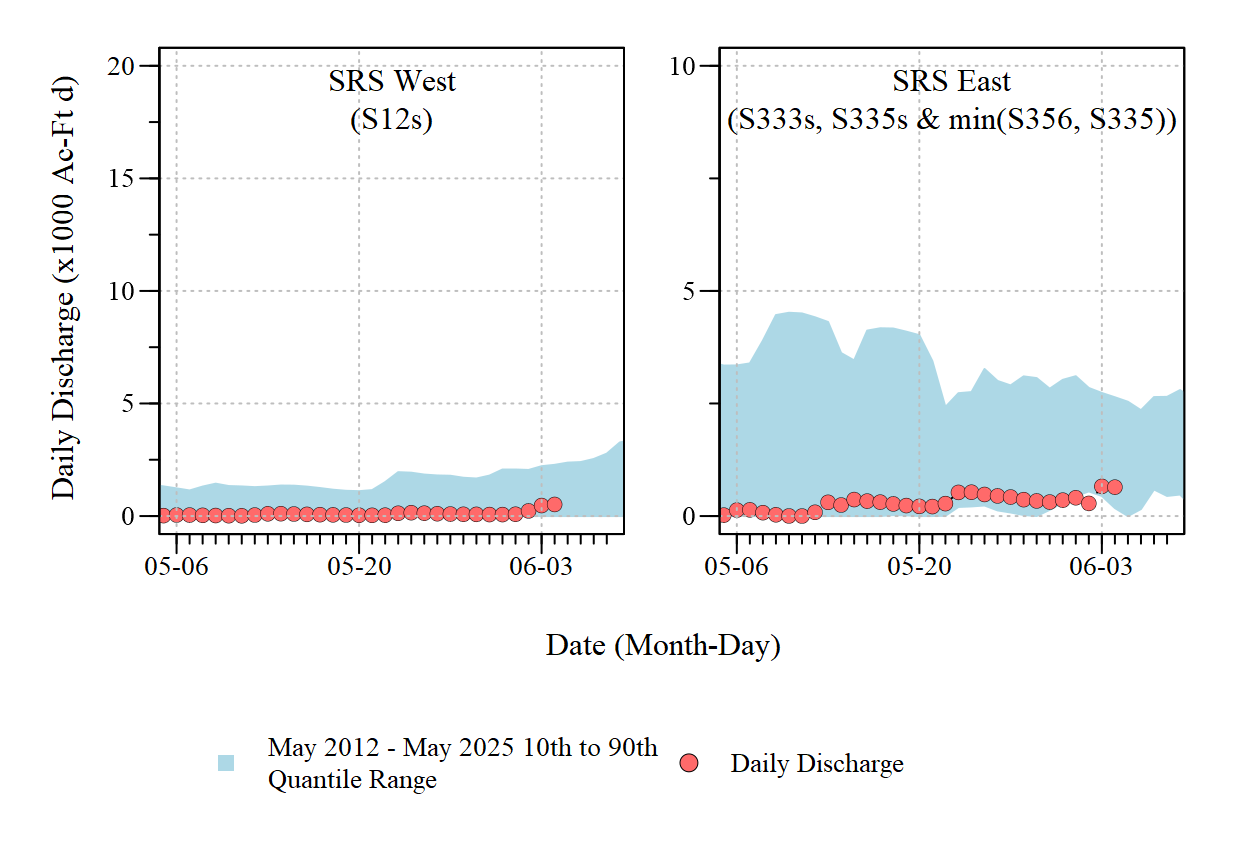 SRS West
(S12s)
SRS East
(S333s, S335s & min(S356, S335))
Daily Discharge (x1000 Ac-Ft d)
20
15
10
5
0
10
5
0
05-06
05-20
06-03
05-06
05-20
06-03
Date (Month-Day)
May 2012 - May 2025 10th to 90th
Quantile Range
Daily Discharge